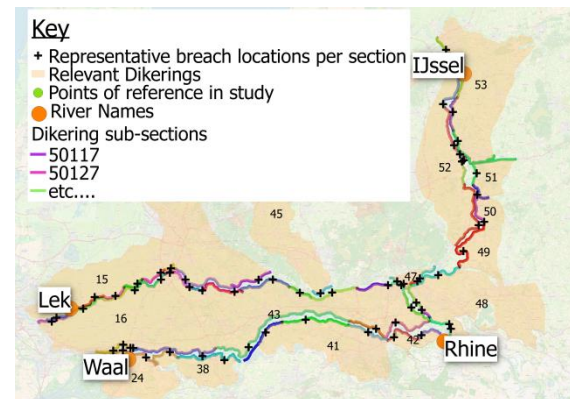 Key
Representative breach locations per section
Relevant Dikerings
Points of reference in study
River Names
Dikering sub-sections
50117
50127
etc....
IJssel
53
52
51
50
45
49
15
47
48
Lek
16
43
42
Rhine
41
Waal
38
24